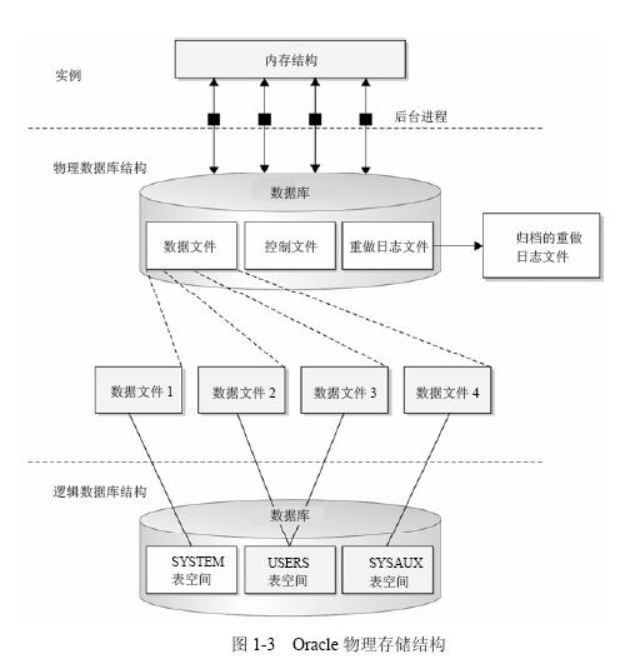 内存结构
实例
后台进程
物理数据库结构
数据库
数据文件
控制文件
重做日志文件
归档的重做
日志文件
数据文件 1
数据文件 2
数据文件 3
数据文件 4
逻辑数据库结构
数据库
SYSTEM
表空间
USERS
表空间
SYSAUX
表空间
图 1-3 Oracle 物理存储结构